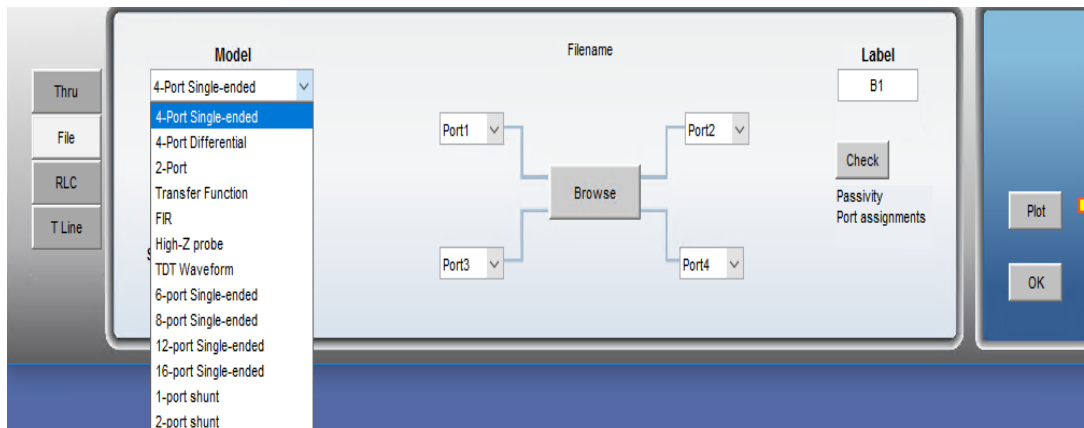 Model
Filename
Label
Thru
File
RLC
T Line
4-Port Single-ended
4-Port Single-ended
4-Port Differential
2-Port
Transfer Function
FIR
High-Z probe
TDT Waveform
6-port Single-ended
8-port Single-ended
12-port Single-ended
16-port Single-ended
1-port shunt
2-port shunt
Port1
Port2
Browse
Port3
Port4
B1
Check
Passivity
Port assignments
Plot
OK